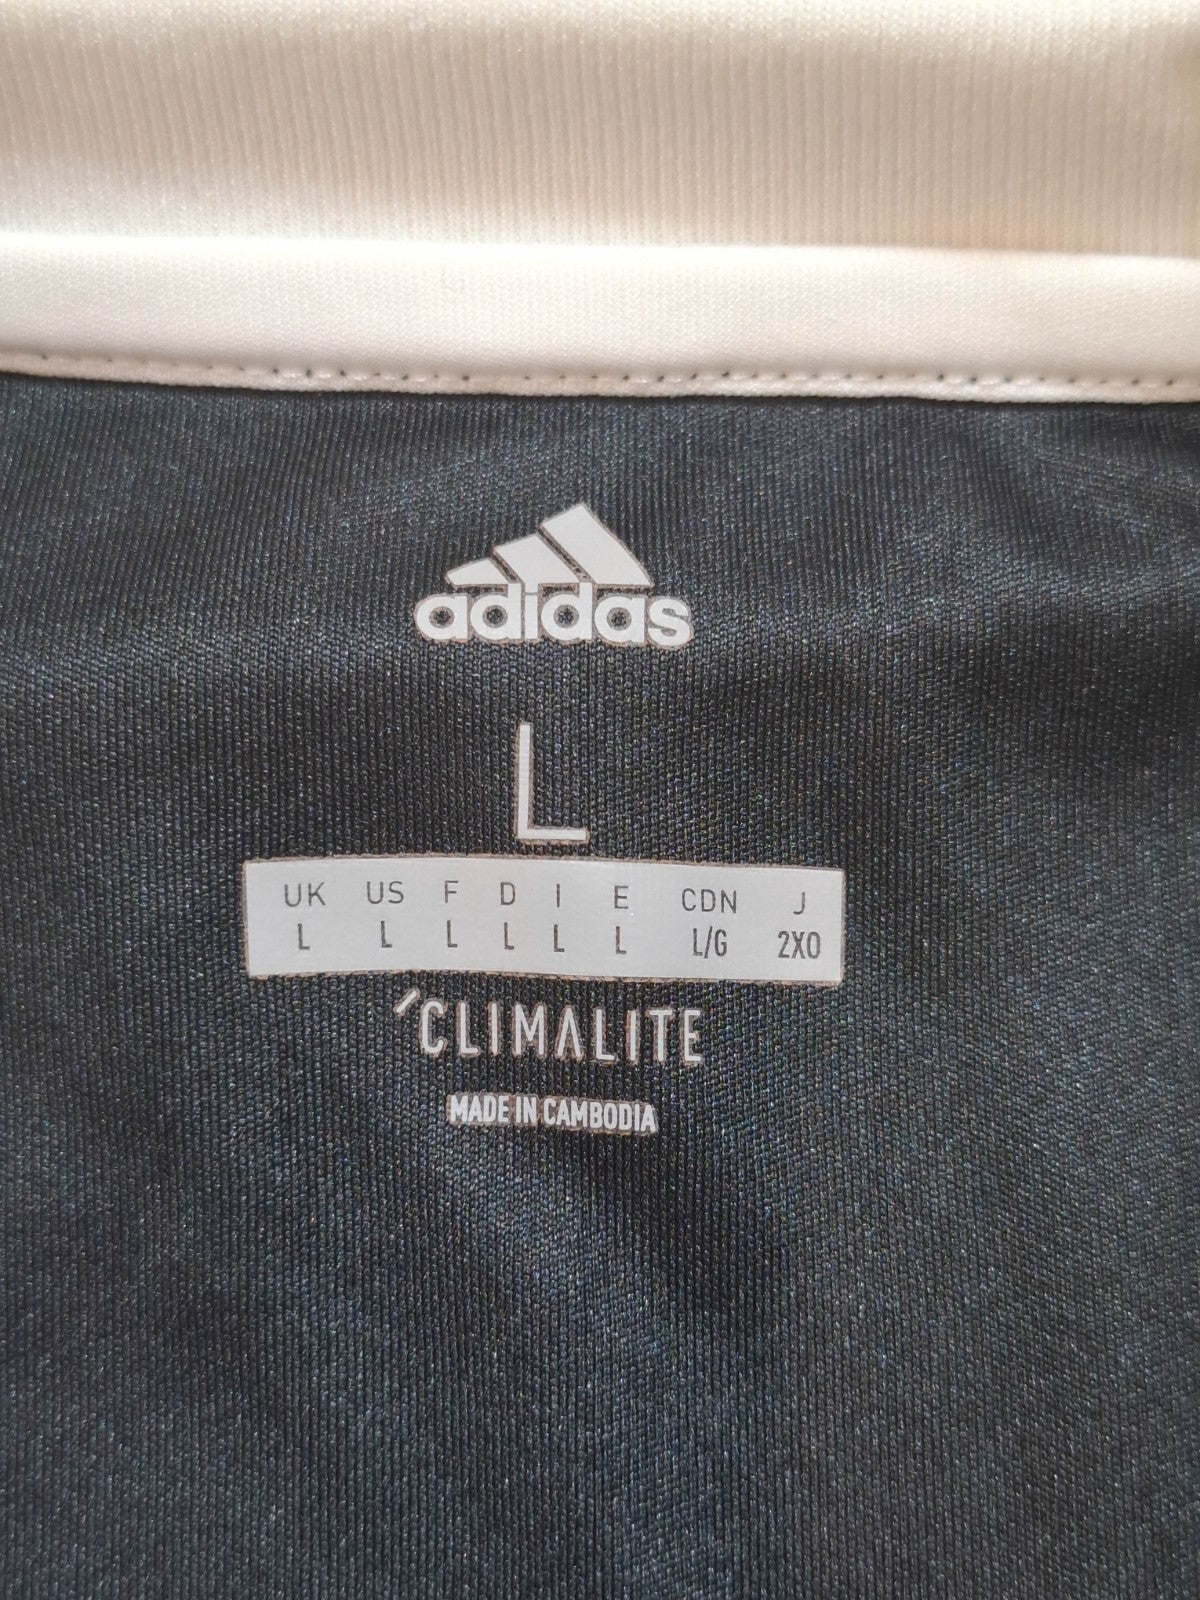 adidas
L
UK US F D I E CDN J
L L L L L L L/G 2XO
CLIMALITE
MADE IN CAMBODIA